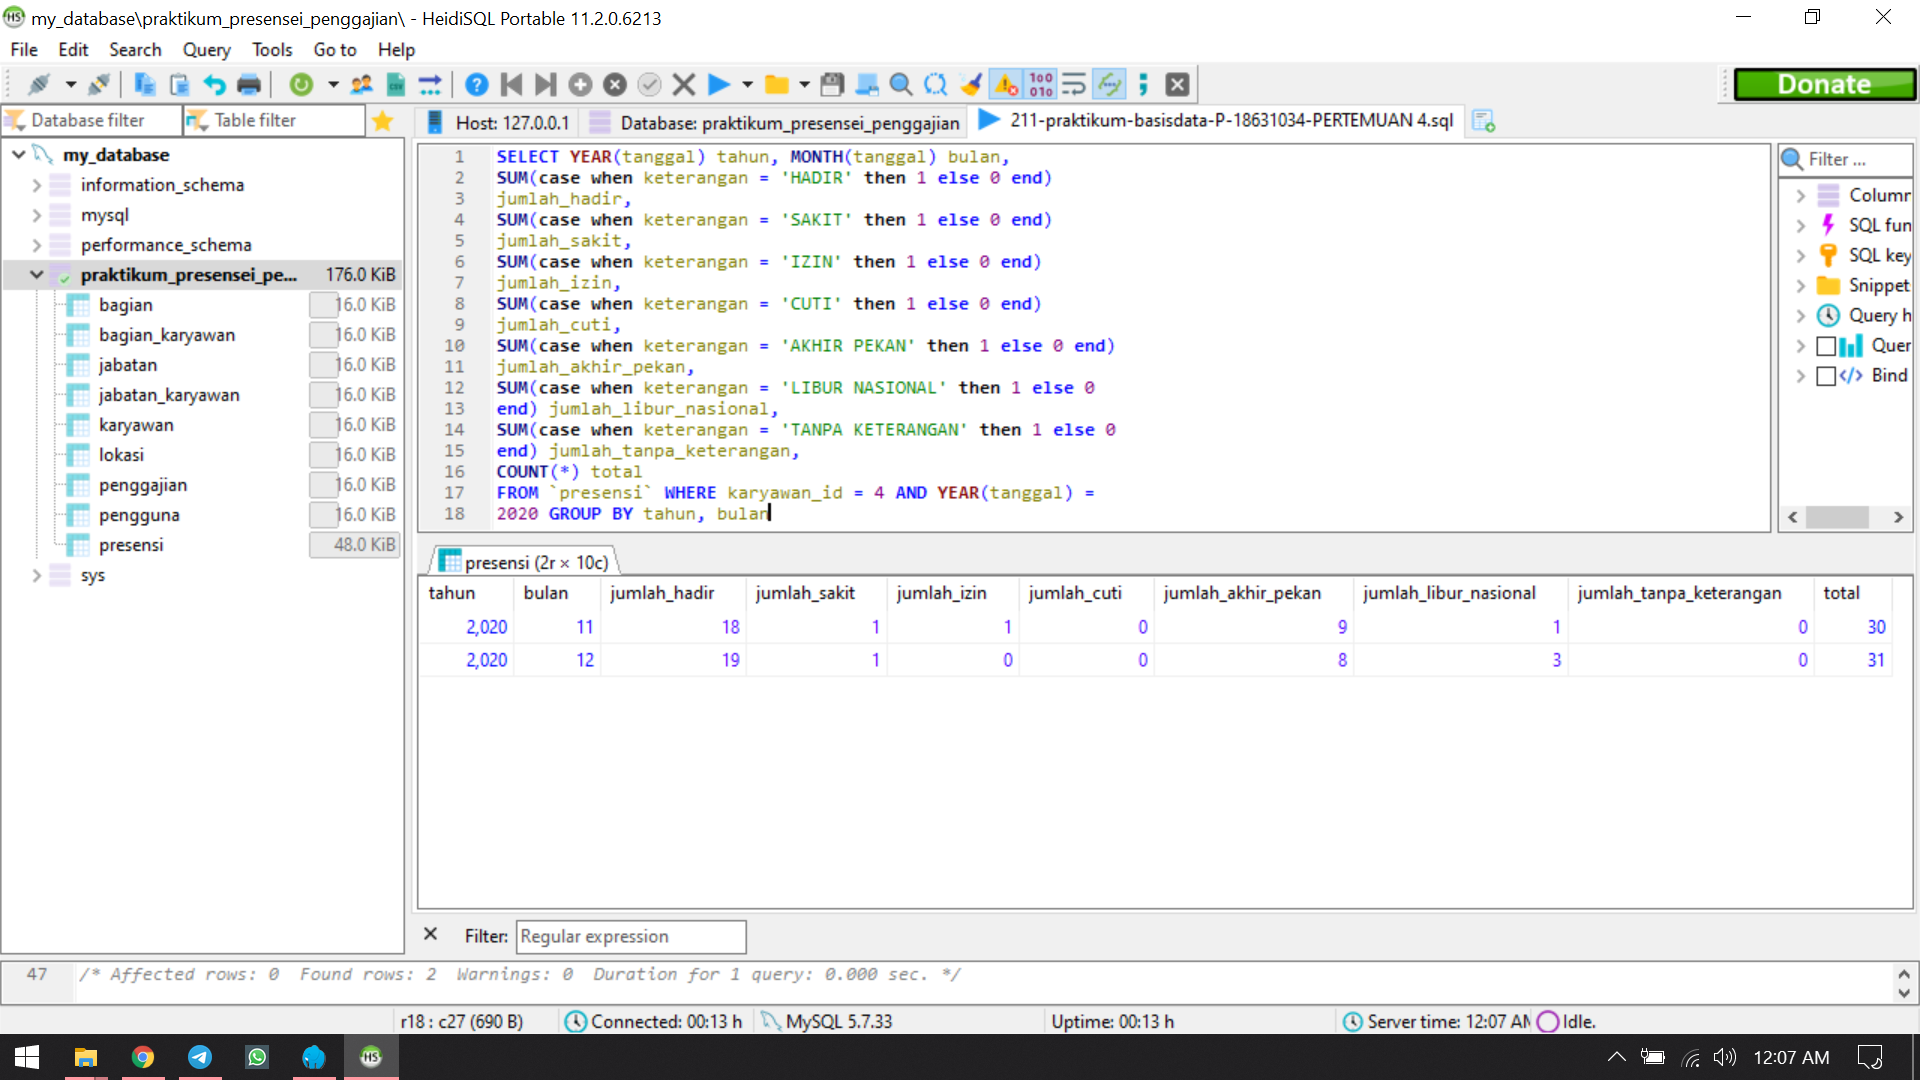 my_database\praktikum_presensei_penggajian\ - HeidiSQL Portable 11.2.0.6213
File Edit Search Query Tools Go to Help
Donate
Database filter Table filter
Host: 127.0.0.1 Database: praktikum_presensei_penggajian 211-praktikum-basisdata-P-18631034-PERTEMUAN 4.sql
my_database
information_schema
mysql
performance_schema
praktikum_presensei_pe... 176.0 KiB
bagian 16.0 KiB
bagian_karyawan 16.0 KiB
jabatan 16.0 KiB
jabatan_karyawan 16.0 KiB
karyawan 16.0 KiB
lokasi 16.0 KiB
penggajian 16.0 KiB
pengguna 16.0 KiB
presensi 48.0 KiB
sys
1 SELECT YEAR(tanggal) tahun, MONTH(tanggal) bulan,
2 SUM(case when keterangan = 'HADIR' then 1 else 0 end)
3 jumlah_hadir,
4 SUM(case when keterangan = 'SAKIT' then 1 else 0 end)
5 jumlah_sakit,
6 SUM(case when keterangan = 'IZIN' then 1 else 0 end)
7 jumlah_izin,
8 SUM(case when keterangan = 'CUTI' then 1 else 0 end)
9 jumlah_cuti,
10 SUM(case when keterangan = 'AKHIR PEKAN' then 1 else 0 end)
11 jumlah_akhir_pekan,
12 SUM(case when keterangan = 'LIBUR NASIONAL' then 1 else 0
13 end) jumlah_libur_nasional,
14 SUM(case when keterangan = 'TANPA KETERANGAN' then 1 else 0
15 end) jumlah_tanpa_keterangan,
16 COUNT(*) total
17 FROM `presensi` WHERE karyawan_id = 4 AND YEAR(tanggal) =
18 2020 GROUP BY tahun, bulan
Filter ...
Column
SQL fun
SQL key
Snippet
Query h
Quer
Bind
presensi (2r × 10c)
tahun bulan jumlah_hadir jumlah_sakit jumlah_izin jumlah_cuti jumlah_akhir_pekan jumlah_libur_nasional jumlah_tanpa_keterangan total
2,020 11 18 1 1 0 9 1 0 30
2,020 12 19 1 0 0 8 3 0 31
Filter: Regular expression
47 /* Affected rows: 0 Found rows: 2 Warnings: 0 Duration for 1 query: 0.000 sec. */
r18 : c27 (690 B) Connected: 00:13 h MySQL 5.7.33 Uptime: 00:13 h Server time: 12:07 AM Idle.
HS 12:07 AM